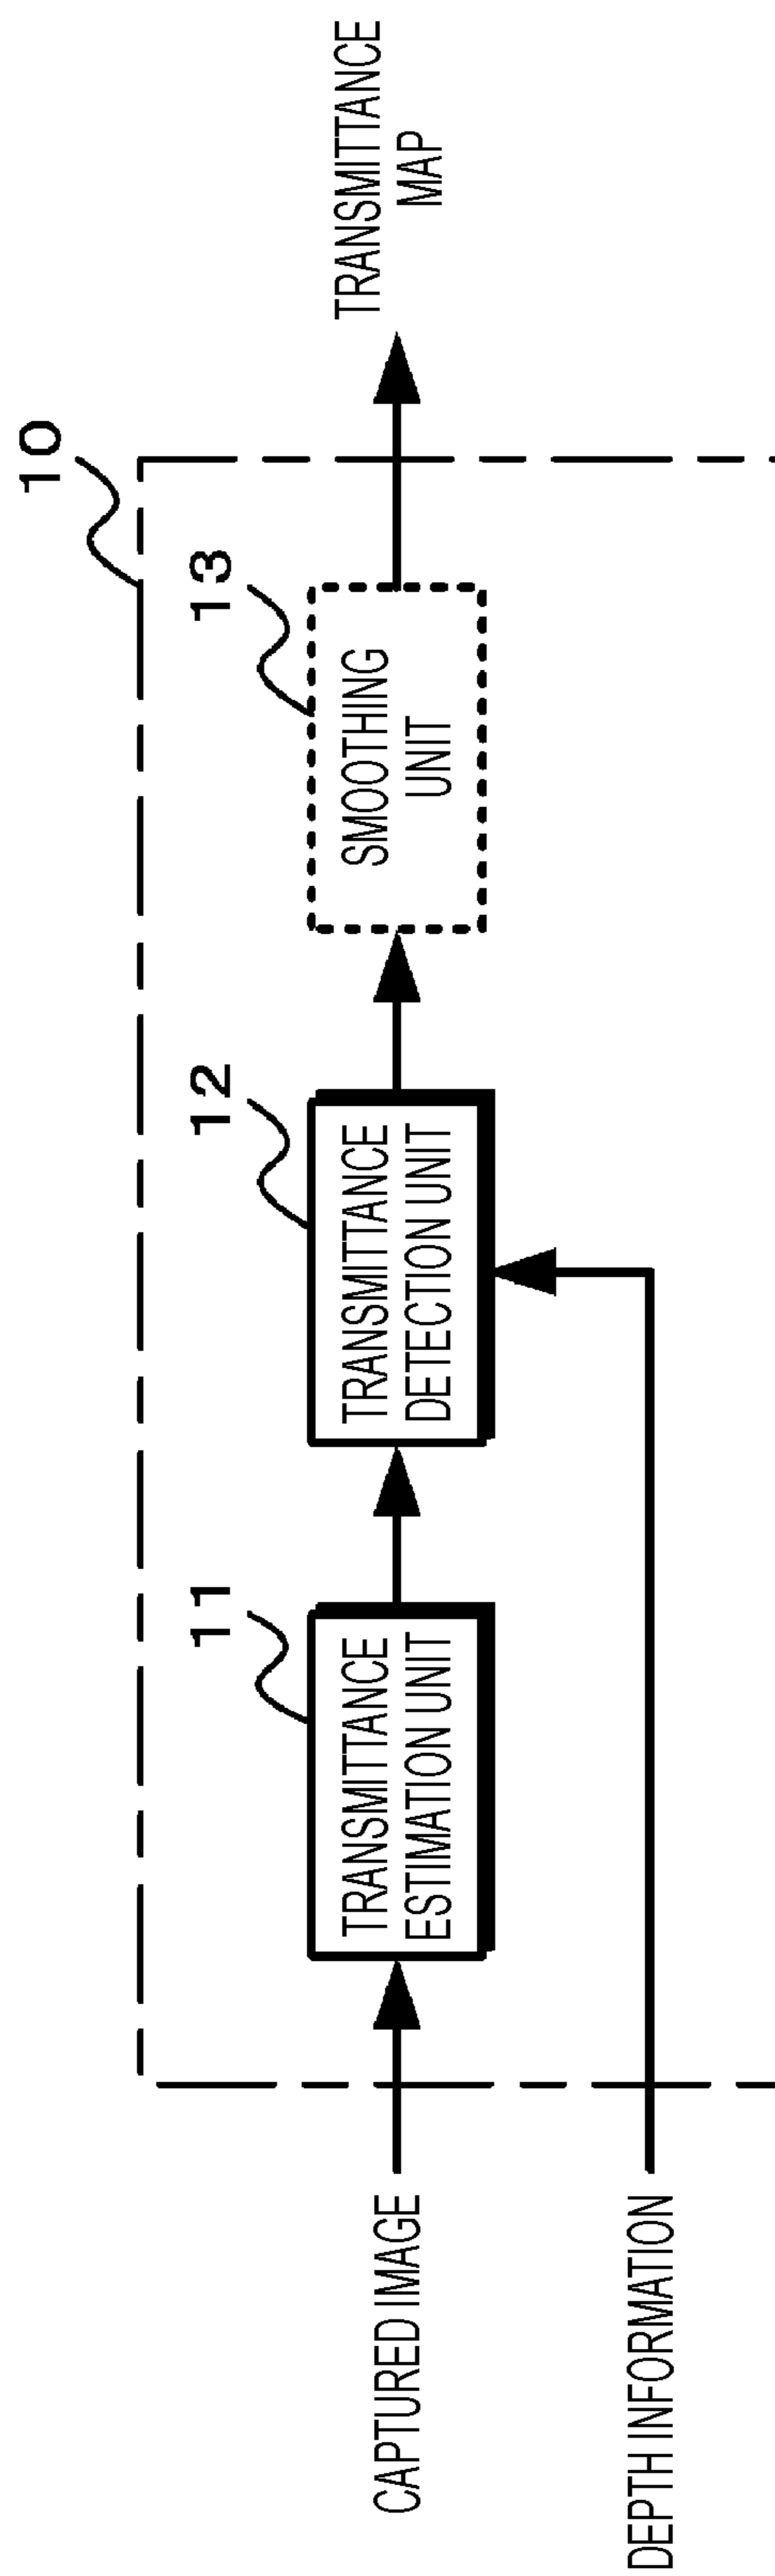 10
11
12
13
CAPTURED IMAGE
TRANSMITTANCE
ESTIMATION UNIT
TRANSMITTANCE
DETECTION UNIT
SMOOTHING
UNIT
TRANSMITTANCE
MAP
DEPTH INFORMATION